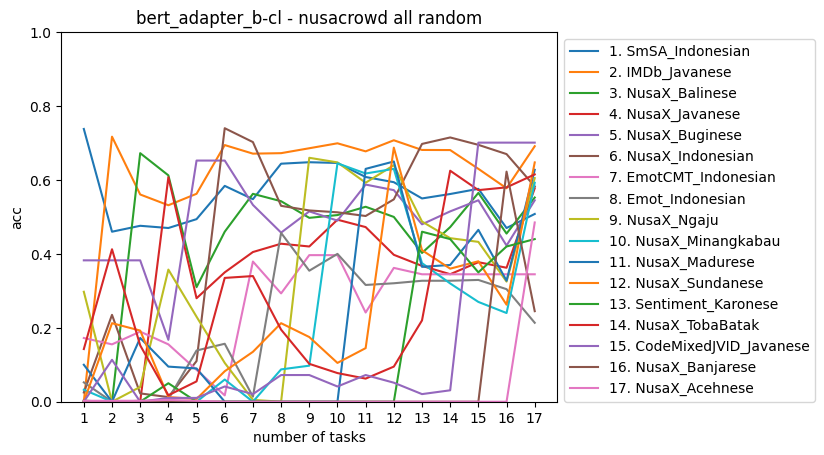 bert_adapter_b-cl - nusacrowd all random
1.0
0.8
0.6
0.4
0.2
0.0
acc
1 2 3 4 5 6 7 8 9 10 11 12 13 14 15 16 17
number of tasks
1. SmSA_Indonesian
2. IMDb_Javanese
3. NusaX_Balinese
4. NusaX_Javanese
5. NusaX_Buginese
6. NusaX_Indonesian
7. EmotCMT_Indonesian
8. Emot_Indonesian
9. NusaX_Ngaju
10. NusaX_Minangkabau
11. NusaX_Madurese
12. NusaX_Sundanese
13. Sentiment_Karonese
14. NusaX_TobaBatak
15. CodeMixedJVID_Javanese
16. NusaX_Banjarese
17. NusaX_Acehnese